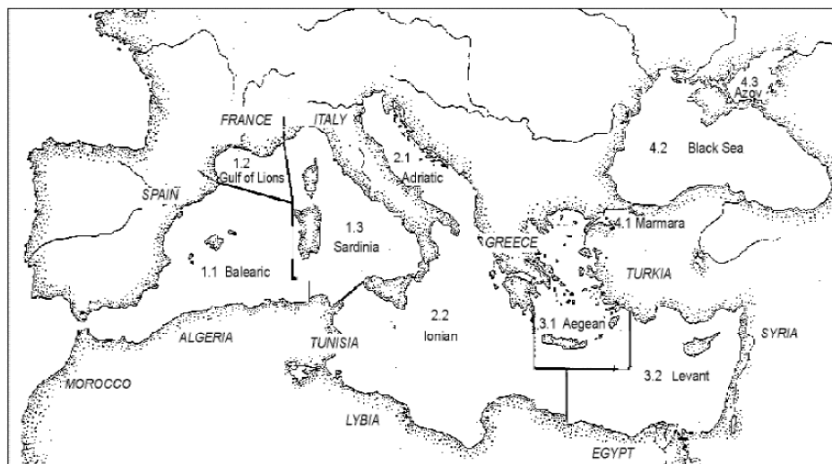 4.3
Azov
4.2 Black Sea
FRANCE
ITALY
1.2
Gulf of Lions
2.1
Adriatic
SPAIN
1.3
Sardinia
4.1 Marmara
GREECE
1.1 Balearic
TURKIA
2.2
Ionian
3.1 Aegean
ALGERIA
TUNISIA
SYRIA
MOROCCO
3.2 Levant
LYBIA
EGYPT